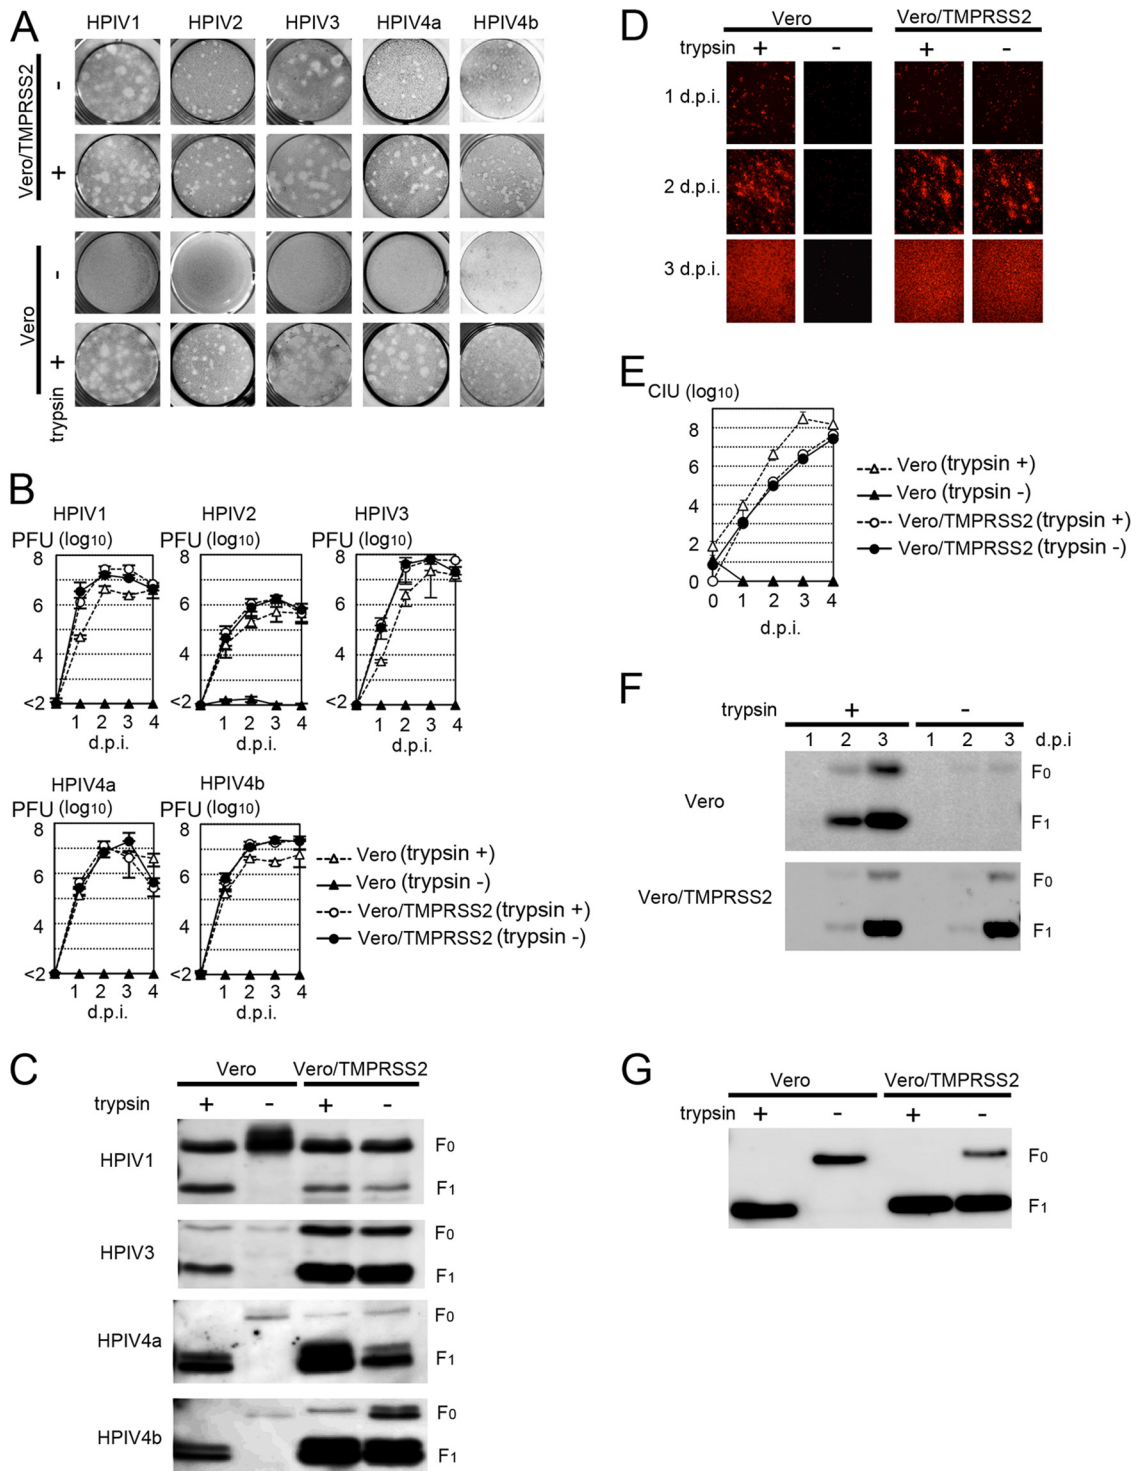 A
HPIV1 HPIV2 HPIV3 HPIV4a HPIV4b
Vero/TMPRSS2
-
+
Vero
-
+
trypsin
B
HPIV1 HPIV2 HPIV3
PFU (log10) PFU (log10) PFU (log10)
8 8 8
6 6 6
4 4 4
<2 <2 <2
1 2 3 4 1 2 3 4 1 2 3 4
d.p.i. d.p.i. d.p.i.
HPIV4a HPIV4b
PFU (log10) PFU (log10)
8 8
6 6
4 4
<2 <2
1 2 3 4 1 2 3 4
d.p.i. d.p.i.
Vero (trypsin +)
Vero (trypsin -)
Vero/TMPRSS2 (trypsin +)
Vero/TMPRSS2 (trypsin -)
C
Vero Vero/TMPRSS2
trypsin + - + -
HPIV1 F0
F1
HPIV3 F0
F1
HPIV4a F0
F1
HPIV4b F0
F1
D
Vero Vero/TMPRSS2
trypsin + - + -
1 d.p.i.
2 d.p.i.
3 d.p.i.
E
CIU (log10)
8
6
4
2
0
0 1 2 3 4
d.p.i.
Vero (trypsin +)
Vero (trypsin -)
Vero/TMPRSS2 (trypsin +)
Vero/TMPRSS2 (trypsin -)
F
trypsin + -
1 2 3 1 2 3 d.p.i
Vero F0
F1
Vero/TMPRSS2 F0
F1
G
Vero Vero/TMPRSS2
trypsin + - + -
F0
F1